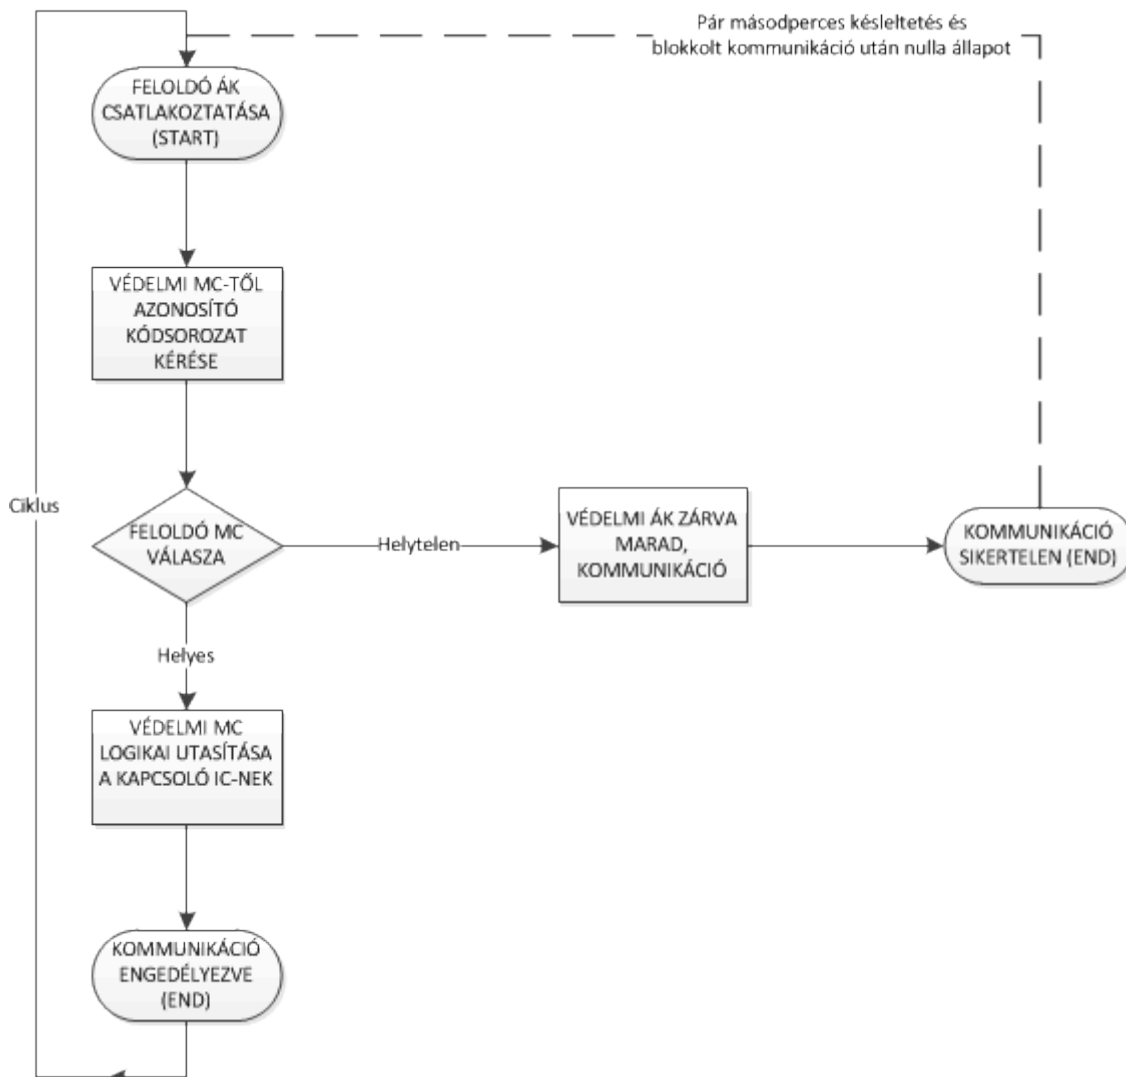 Pár másodperces késleltetés és
blokkolt kommunikáció után nulla állapot
FELOLDÓ ÁK
CSATLAKOZTATÁSA
(START)
VÉDELMI MC-TŐL
AZONOSÍTÓ
KÓDSOROZAT
KÉRÉSE
Ciklus
FELOLDÓ MC
VÁLASZA
Helytelen
VÉDELMI ÁK ZÁRVA
MARAD,
KOMMUNIKÁCIÓ
KOMMUNIKÁCIÓ
SIKERTELEN (END)
Helyes
VÉDELMI MC
LOGIKAI UTASÍTÁSA
A KAPCSOLÓ IC-NEK
KOMMUNIKÁCIÓ
ENGEDÉLYEZVE
(END)